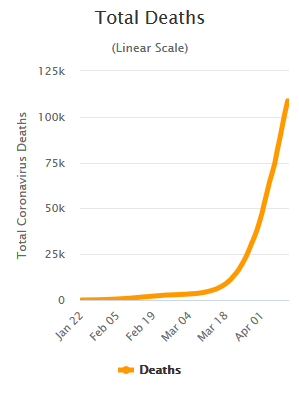 Total Deaths
(Linear Scale)
Total Coronavirus Deaths
125k
100k
75k
50k
25k
0
Jan 22
Feb 05
Feb 19
Mar 04
Mar 18
Apr 01
Deaths